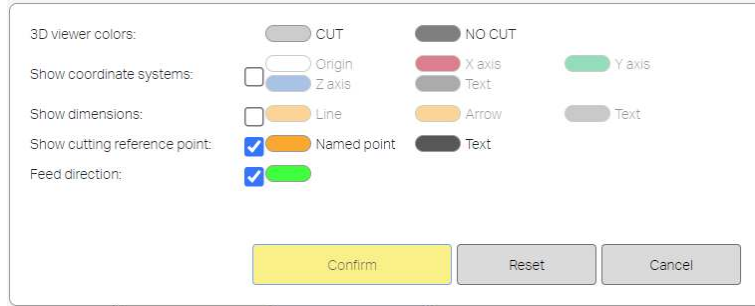 3D viewer colors: CUT NO CUT
Origin X axis Y axis
Show coordinate systems:
Z axis Text
Show dimensions: Line Arrow Text
Show cutting reference point: Named point Text
Feed direction:
Confirm Reset Cancel